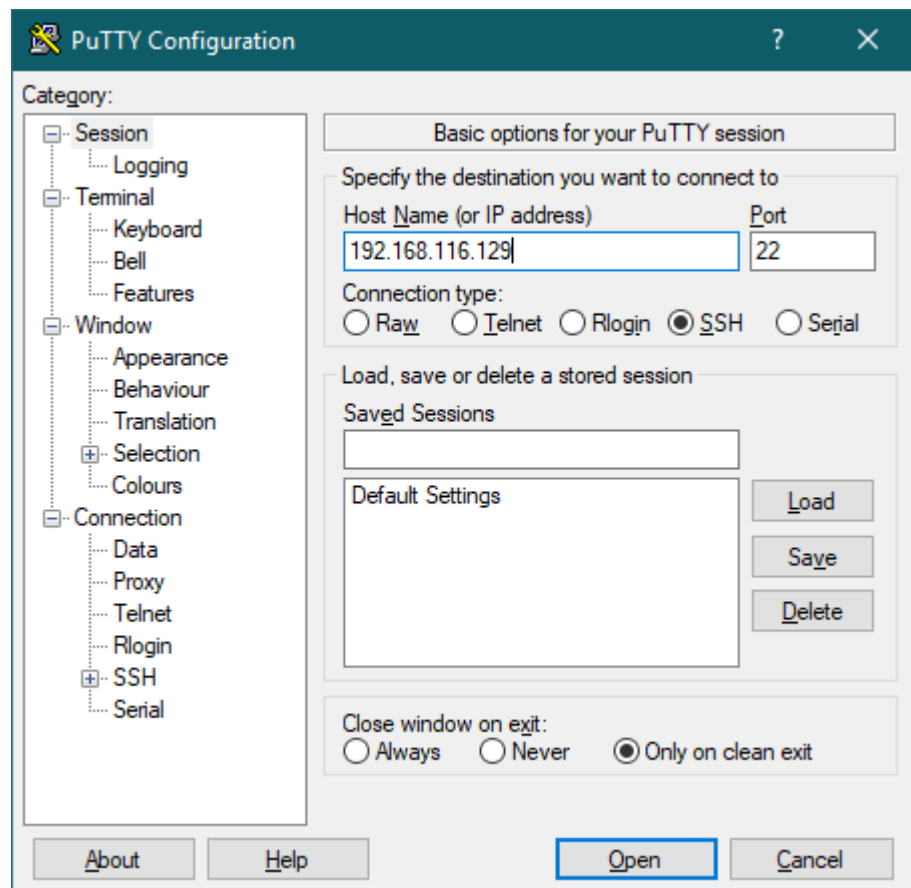 PuTTY Configuration
?
Category:
Session
Logging
Terminal
Keyboard
Bell
Features
Window
Appearance
Behaviour
Translation
Selection
Colours
Connection
Data
Proxy
Telnet
Rlogin
SSH
Serial
Basic options for your PuTTY session
Specify the destination you want to connect to
Host Name (or IP address) Port
192.168.116.129 22
Connection type:
Raw Telnet Rlogin SSH Serial
Load, save or delete a stored session
Saved Sessions
Default Settings
Load
Save
Delete
Close window on exit:
Always Never Only on clean exit
About Help Open Cancel